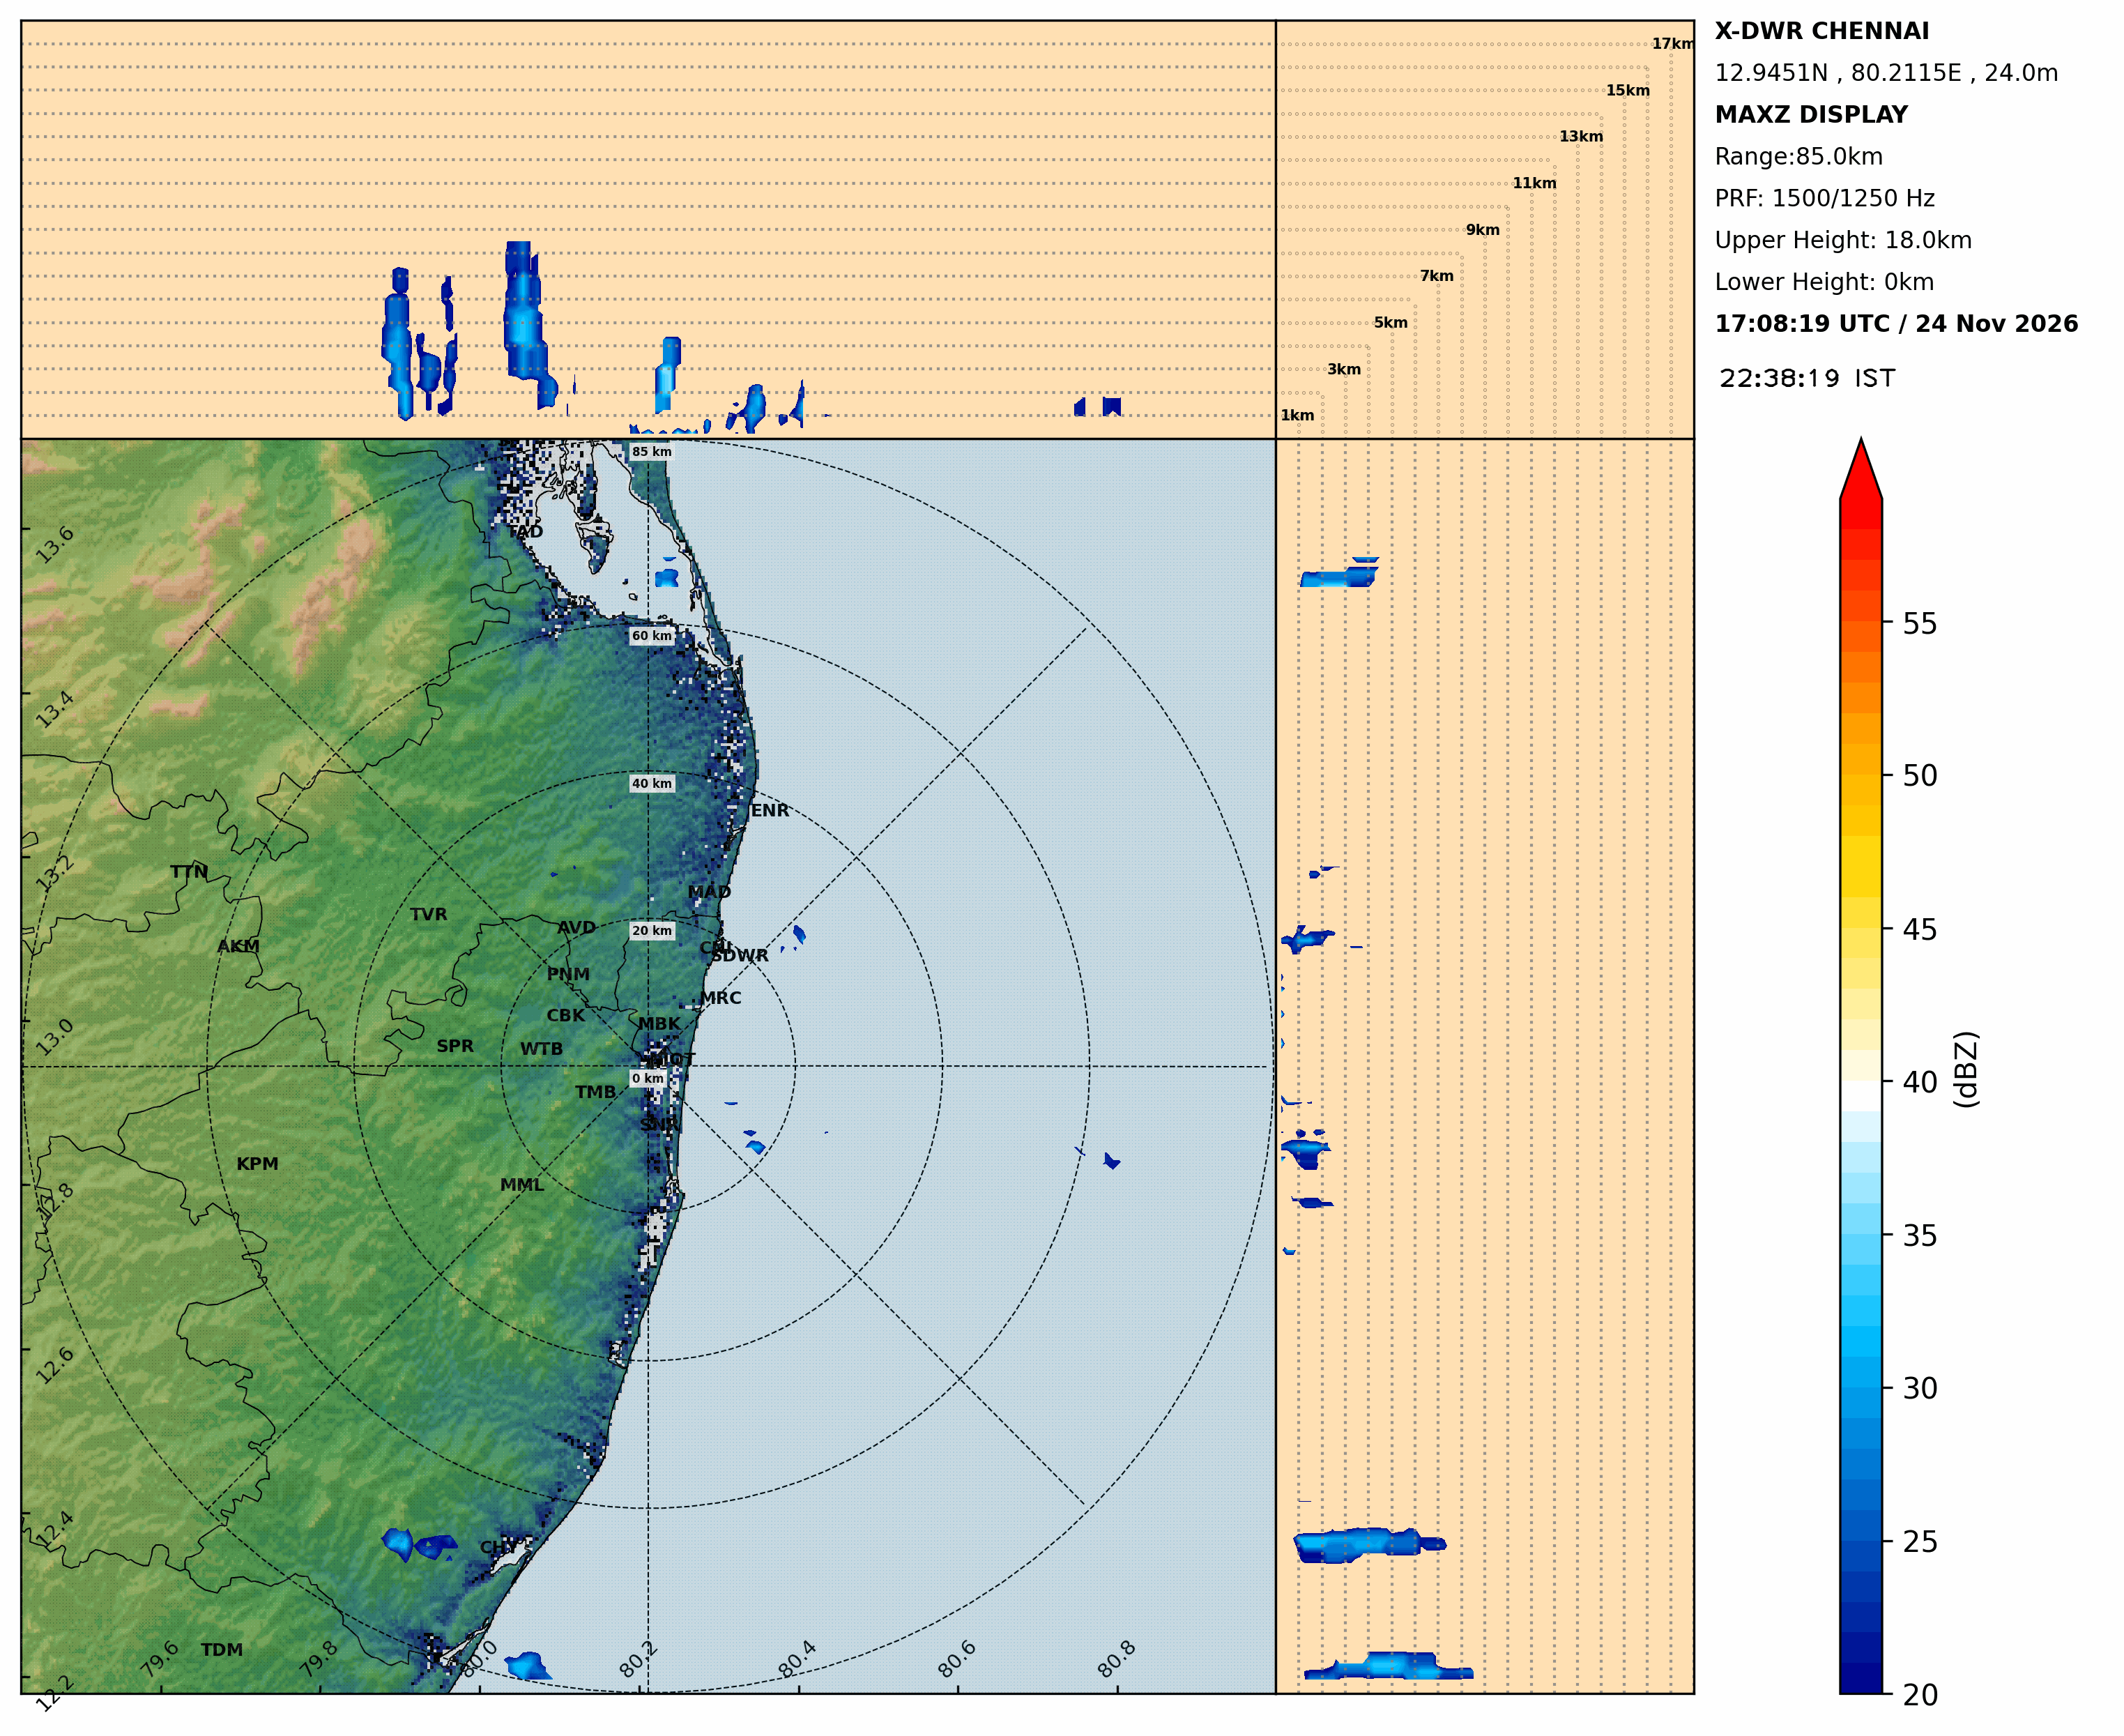 X-DWR CHENNAI
12.9451N , 80.2115E , 24.0m
MAXZ DISPLAY
Range:85.0km
PRF: 1500/1250 Hz
Upper Height: 18.0km
Lower Height: 0km
17:08:19 UTC / 24 Nov 2026
22:38:19 IST
17km
15km
13km
11km
9km
7km
5km
3km
1km
85 km
TAD
13.6
60 km
13.4
40 km
ENR
13.2
TTN
MAD
TVR
AVD
20 km
AKM
CNI
SDWR
PNM
MRC
CBK
MBK
13.0
SPR
WTB
0 km
TMB
SNR
KPM
MML
12.8
12.6
12.4
CHY
TDM
12.2
79.6
79.8
80.0
80.2
80.4
80.6
80.8
55
50
45
40
35
30
25
20
(dBZ)